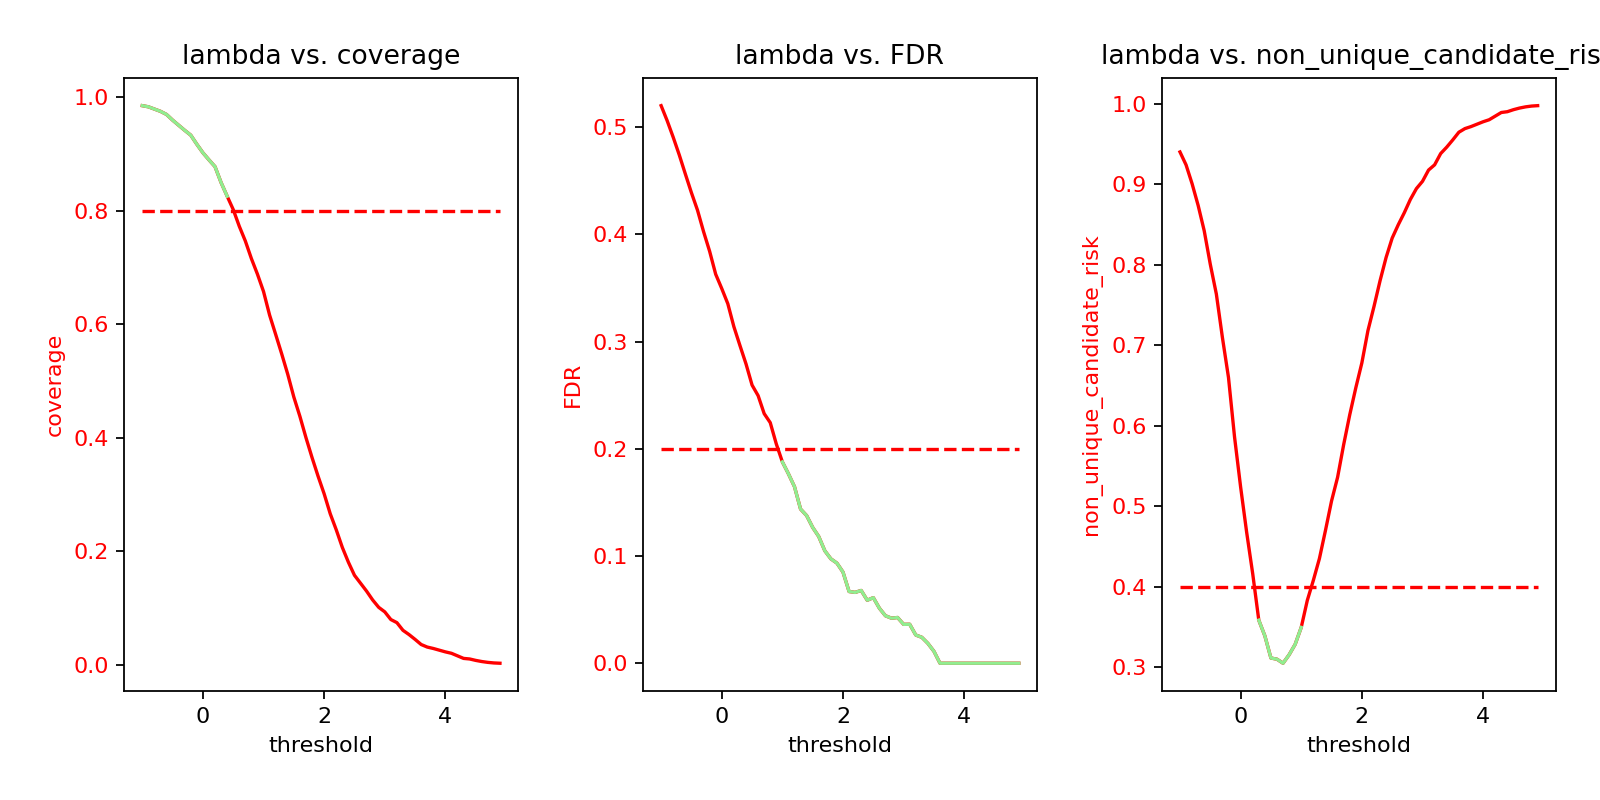 lambda vs. coverage
1.0
0.8
0.6
0.4
0.2
0.0
coverage
0 2 4
threshold
lambda vs. FDR
0.5
0.4
0.3
0.2
0.1
0.0
FDR
0 2 4
threshold
lambda vs. non_unique_candidate_ris
1.0
0.9
0.8
0.7
0.6
0.5
0.4
0.3
non_unique_candidate_risk
0 2 4
threshold